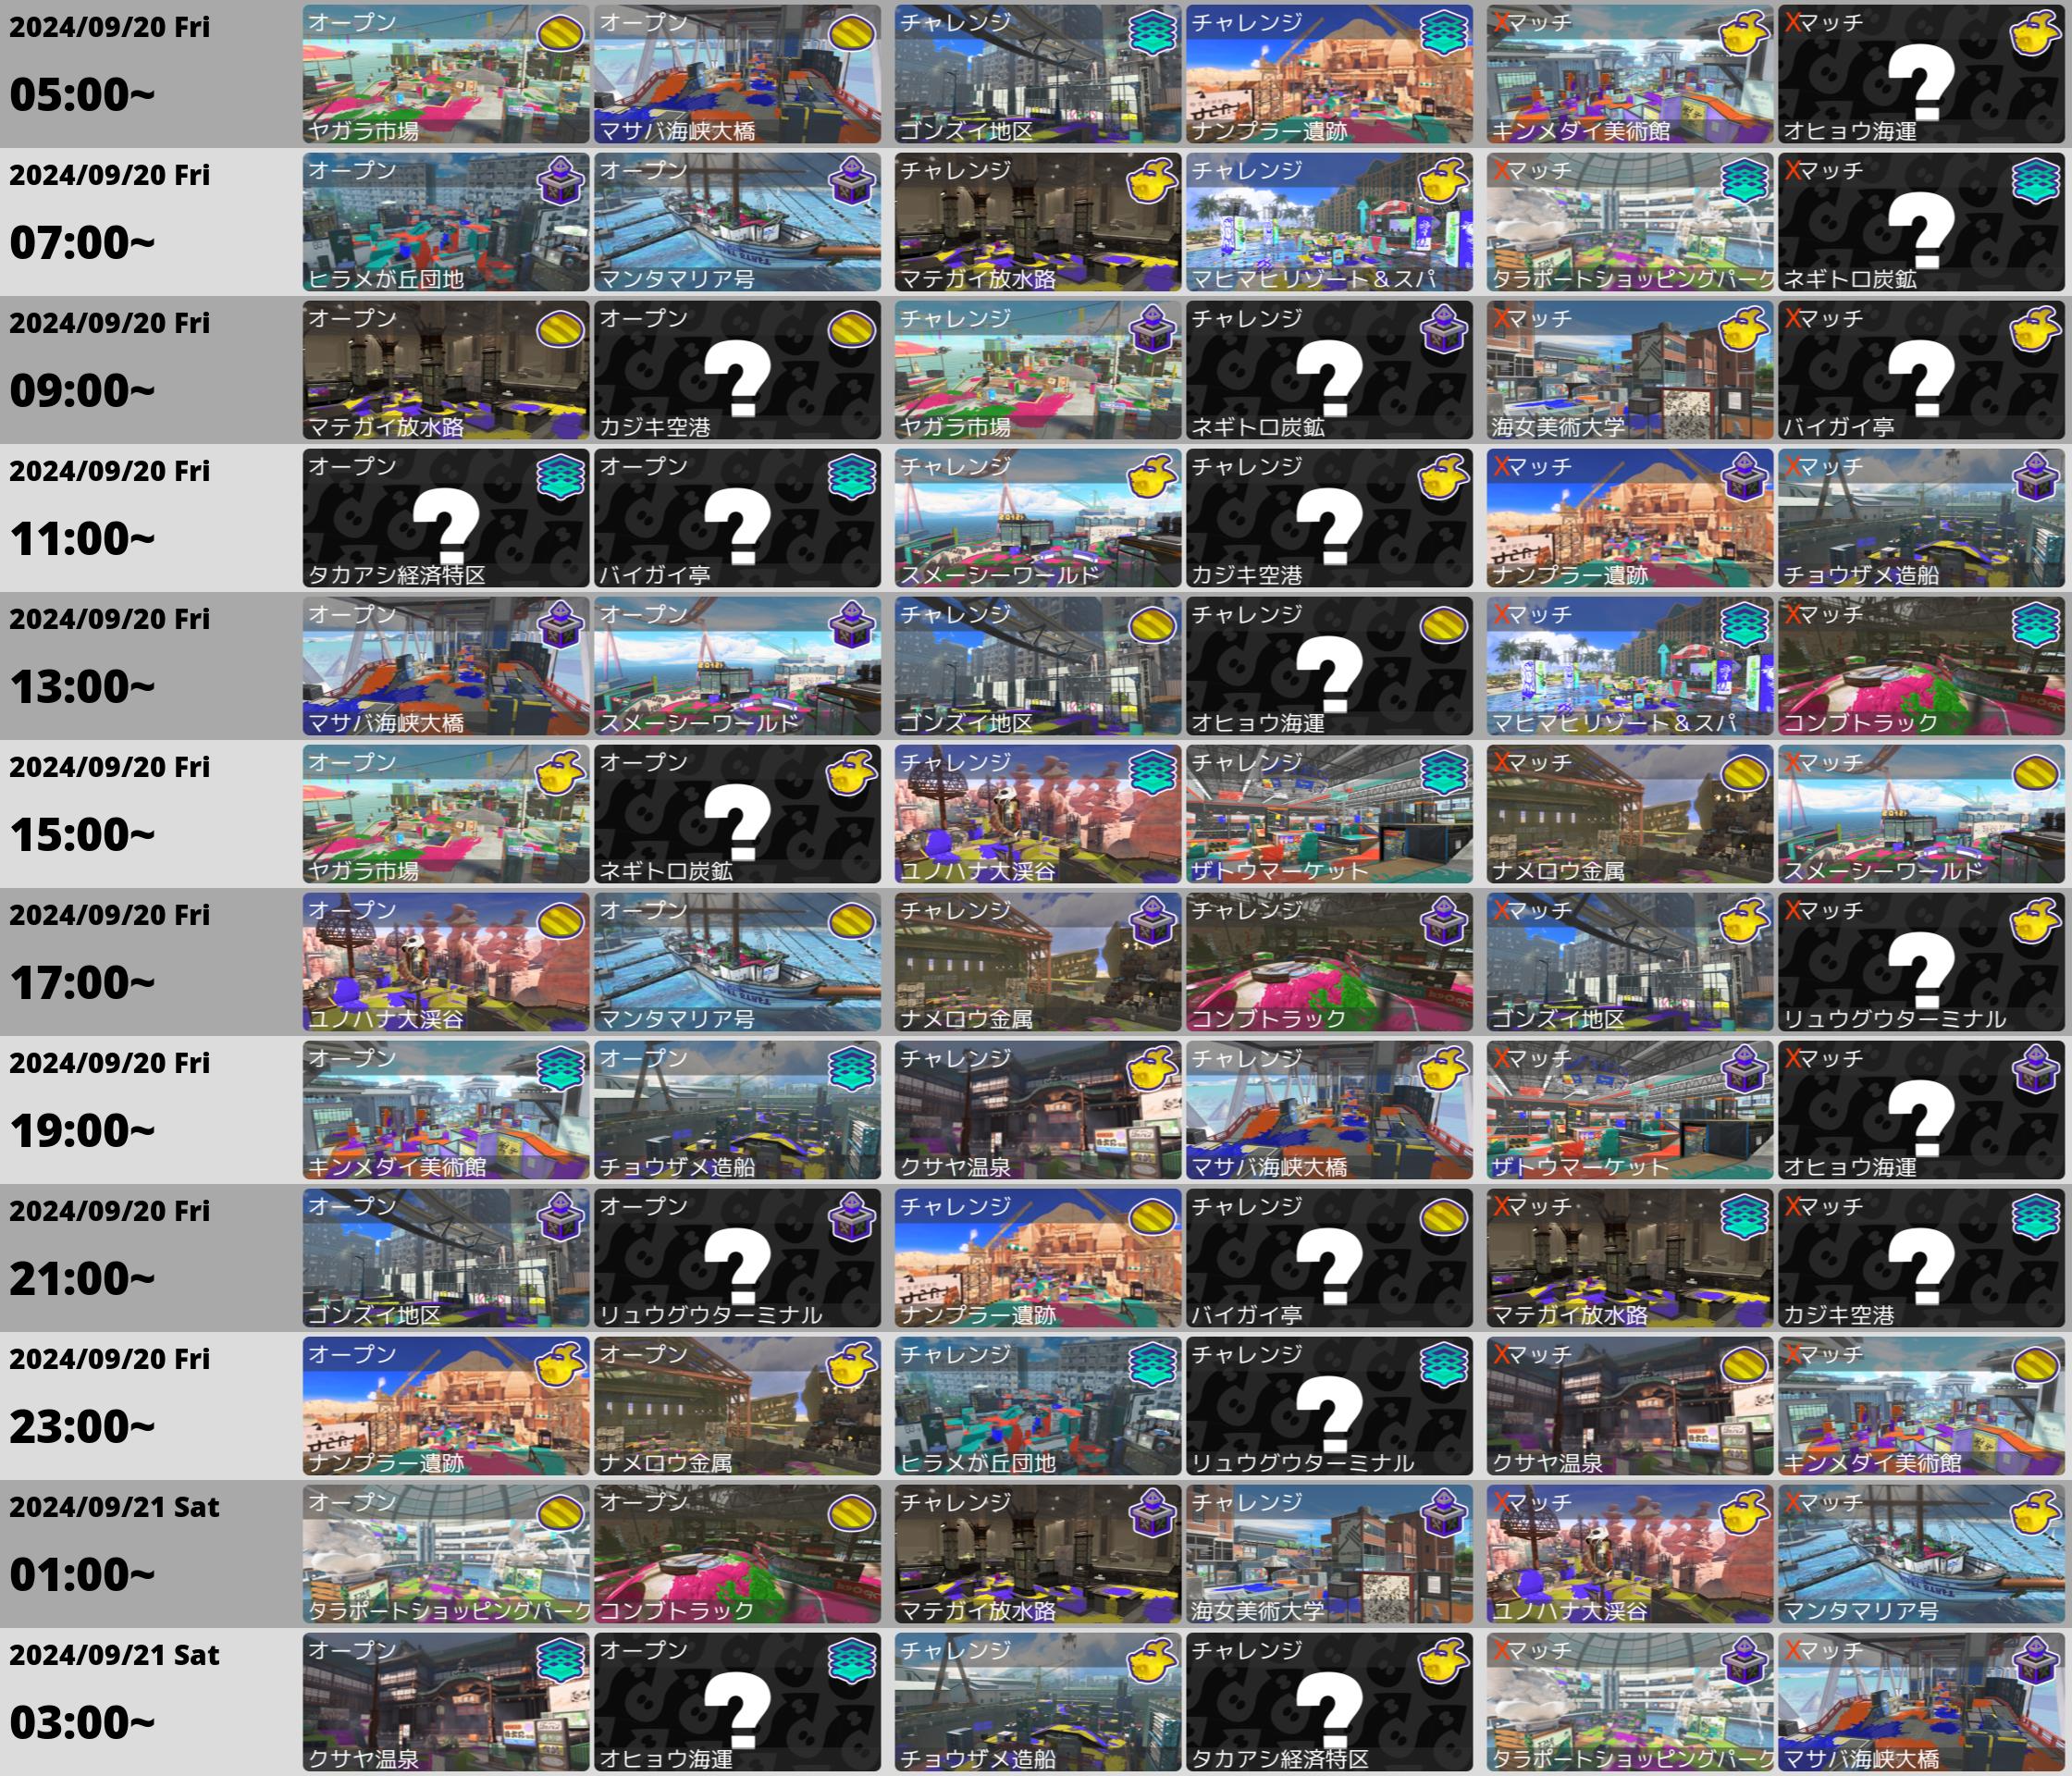 2024/09/20 Fri
05:00~
オープン
ヤガラ市場
オープン
マサバ海峡大橋
チャレンジ
ゴンズイ地区
チャレンジ
ナンプラー遺跡
Xマッチ
キンメダイ美術館
Xマッチ
オヒョウ海運
2024/09/20 Fri
07:00~
オープン
ヒラメが丘団地
オープン
マンタマリア号
チャレンジ
マテガイ放水路
チャレンジ
マヒマヒリゾート＆スパ
Xマッチ
タラポートショッピングパーク
Xマッチ
ネギトロ炭鉱
2024/09/20 Fri
09:00~
オープン
マテガイ放水路
オープン
カジキ空港
チャレンジ
ヤガラ市場
チャレンジ
ネギトロ炭鉱
Xマッチ
海女美術大学
Xマッチ
バイガイ亭
2024/09/20 Fri
11:00~
オープン
タカアシ経済特区
オープン
バイガイ亭
チャレンジ
スメーシーワールド
チャレンジ
カジキ空港
Xマッチ
ナンプラー遺跡
Xマッチ
チョウザメ造船
2024/09/20 Fri
13:00~
オープン
マサバ海峡大橋
オープン
スメーシーワールド
チャレンジ
ゴンズイ地区
チャレンジ
オヒョウ海運
Xマッチ
マヒマヒリゾート＆スパ
Xマッチ
コンブトラック
2024/09/20 Fri
15:00~
オープン
ヤガラ市場
オープン
ネギトロ炭鉱
チャレンジ
ユノハナ大渓谷
チャレンジ
ザトウマーケット
Xマッチ
ナメロウ金属
Xマッチ
スメーシーワールド
2024/09/20 Fri
17:00~
オープン
ユノハナ大渓谷
オープン
マンタマリア号
チャレンジ
ナメロウ金属
チャレンジ
コンブトラック
Xマッチ
ゴンズイ地区
Xマッチ
リュウグウターミナル
2024/09/20 Fri
19:00~
オープン
キンメダイ美術館
オープン
チョウザメ造船
チャレンジ
クサヤ温泉
チャレンジ
マサバ海峡大橋
Xマッチ
ザトウマーケット
Xマッチ
オヒョウ海運
2024/09/20 Fri
21:00~
オープン
ゴンズイ地区
オープン
リュウグウターミナル
チャレンジ
ナンプラー遺跡
チャレンジ
バイガイ亭
Xマッチ
マテガイ放水路
Xマッチ
カジキ空港
2024/09/20 Fri
23:00~
オープン
ナンプラー遺跡
オープン
ナメロウ金属
チャレンジ
ヒラメが丘団地
チャレンジ
リュウグウターミナル
Xマッチ
クサヤ温泉
Xマッチ
キンメダイ美術館
2024/09/21 Sat
01:00~
オープン
タラポートショッピングパーク
オープン
コンブトラック
チャレンジ
マテガイ放水路
チャレンジ
海女美術大学
Xマッチ
ユノハナ大渓谷
Xマッチ
マンタマリア号
2024/09/21 Sat
03:00~
オープン
クサヤ温泉
オープン
オヒョウ海運
チャレンジ
チョウザメ造船
チャレンジ
タカアシ経済特区
Xマッチ
タラポートショッピングパーク
Xマッチ
マサバ海峡大橋